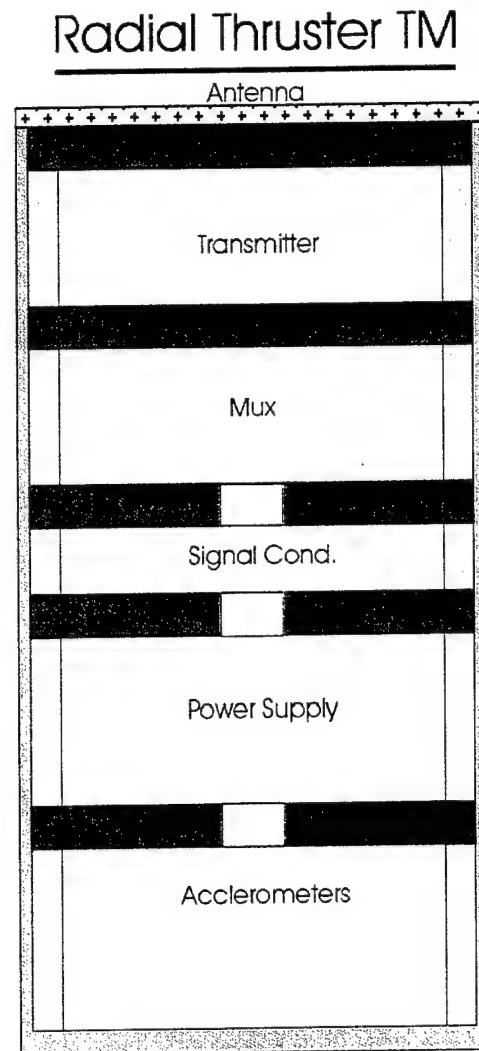 Radial Thruster TM
Antenna
+ + + + + + + + + + + + + + + + + + + +
Transmitter
Mux
Signal Cond.
Power Supply
Acclerometers